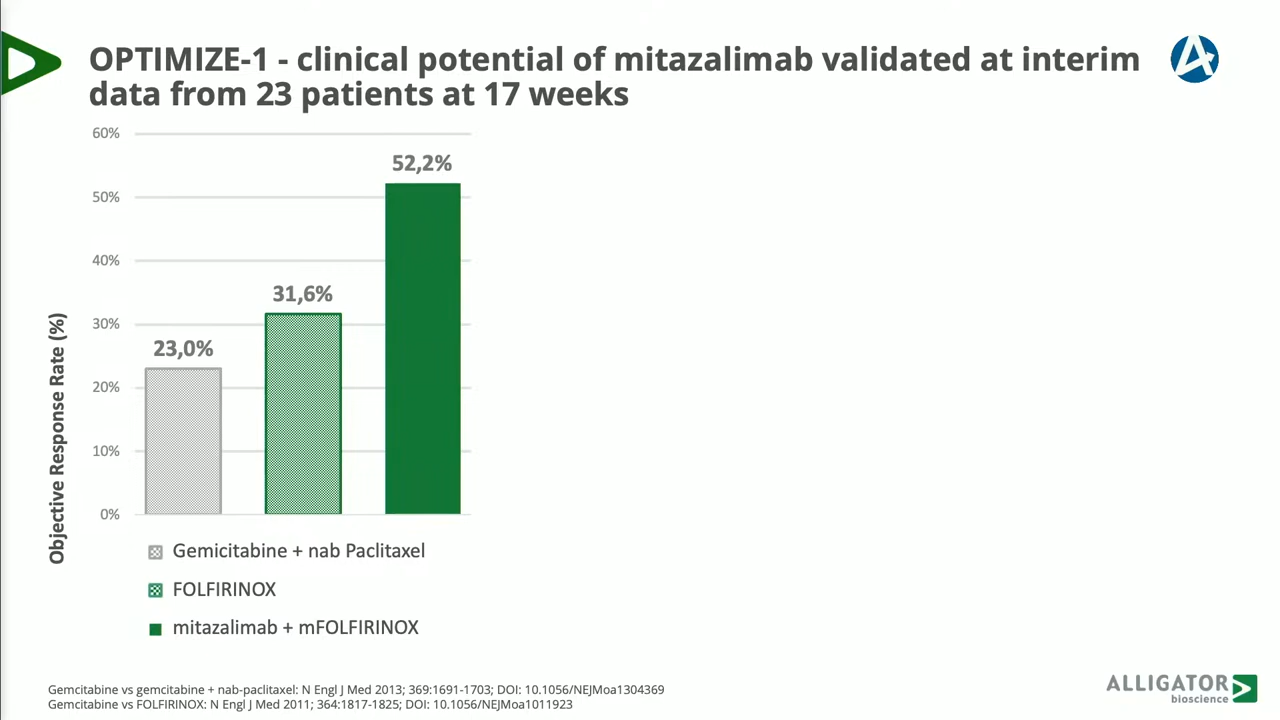 OPTIMIZE-1 - clinical potential of mitazalimab validated at interim
data from 23 patients at 17 weeks
60%
50%
40%
30%
20%
10%
0%
Objective Response Rate (%)
23,0%
31,6%
52,2%
Gemicitabine + nab Paclitaxel
FOLFIRINOX
mitazalimab + mFOLFIRINOX
Gemcitabine vs gemcitabine + nab-paclitaxel: N Engl J Med 2013; 369:1691-1703; DOI: 10.1056/NEJMoa1304369
Gemcitabine vs FOLFIRINOX: N Engl J Med 2011; 364:1817-1825; DOI: 10.1056/NEJMoa1011923
ALLIGATOR
bioscience